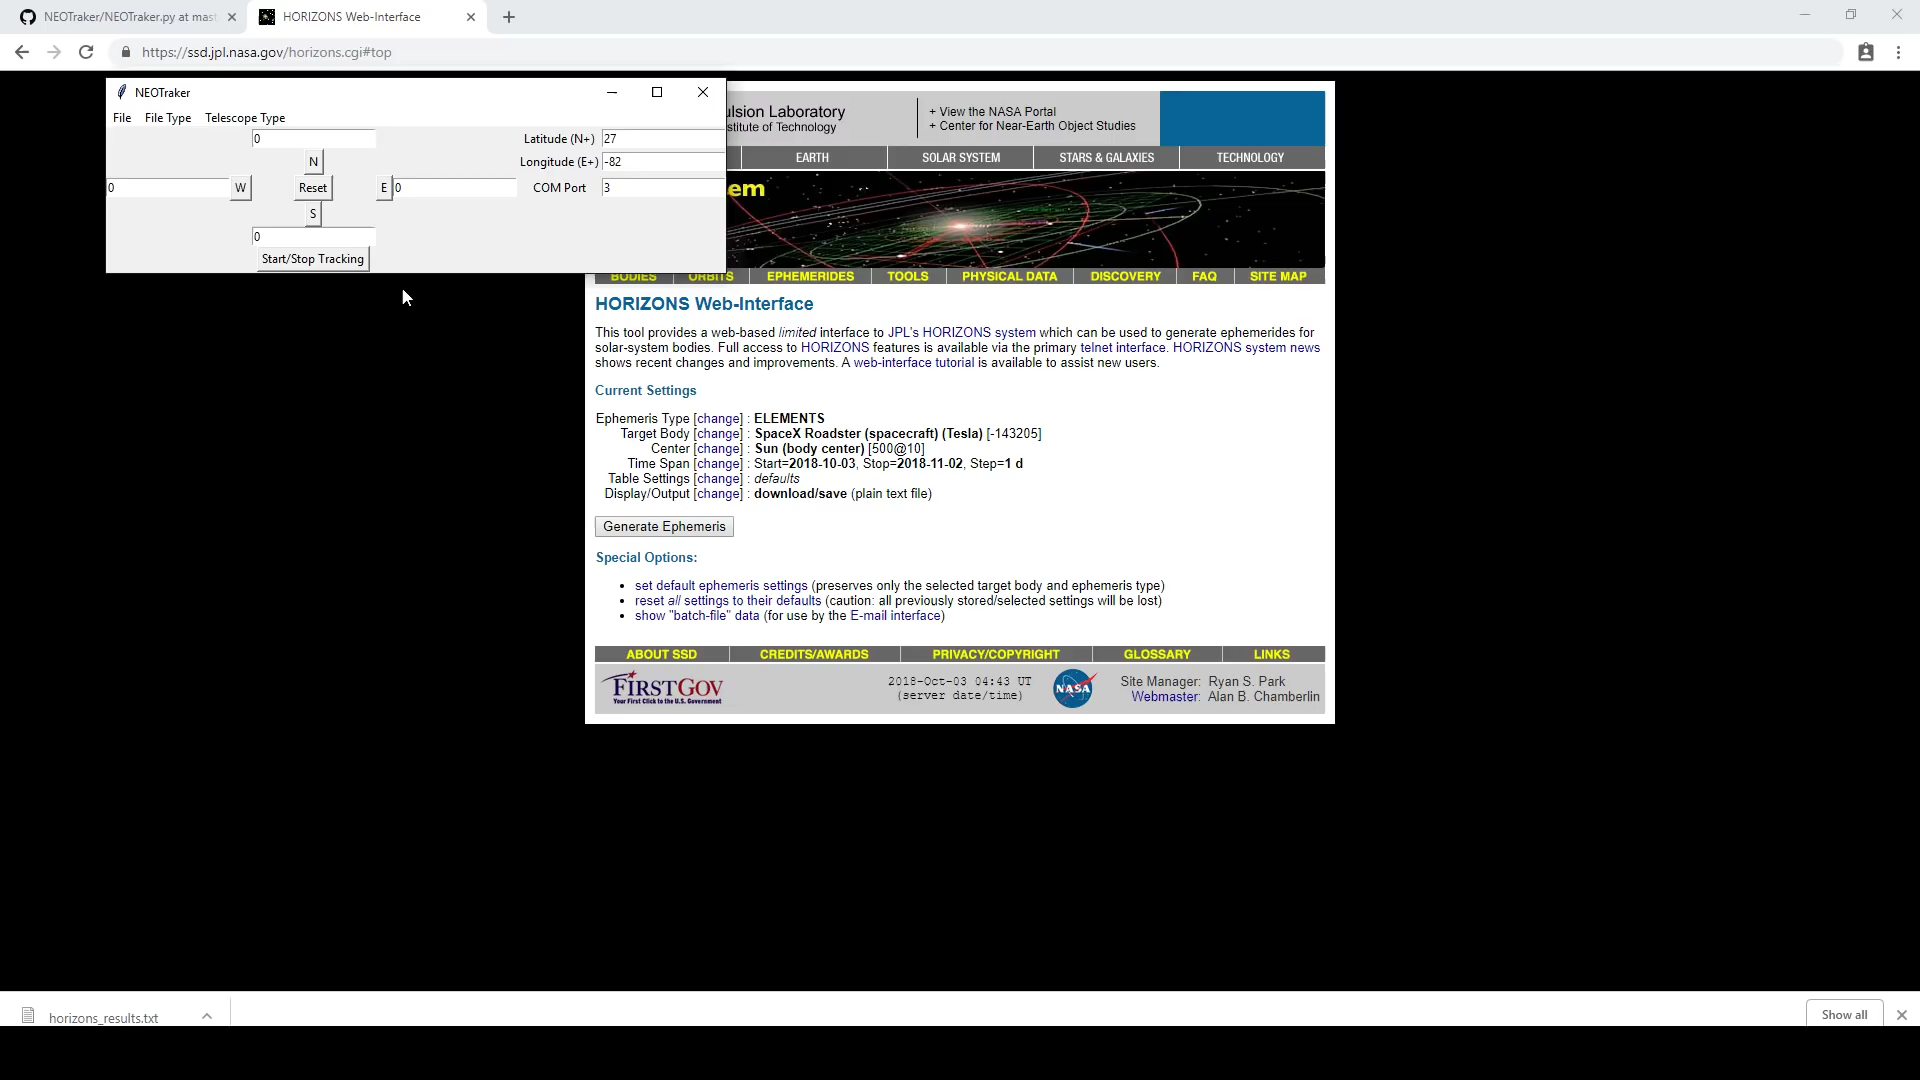 NEOTraker/NEOTraker.py at mast
HORIZONS Web-Interface
https://ssd.jpl.nasa.gov/horizons.cgi#top
NEOTraker
File File Type Telescope Type
0
Latitude (N+) 27
N
Longitude (E+) -82
0 W Reset E 0
COM Port 3
S
0
Start/Stop Tracking
ulsion Laboratory
stitute of Technology
+ View the NASA Portal
+ Center for Near-Earth Object Studies
EARTH SOLAR SYSTEM STARS & GALAXIES TECHNOLOGY
em
BODIES ORBITS EPHEMERIDES TOOLS PHYSICAL DATA DISCOVERY FAQ SITE MAP
HORIZONS Web-Interface
This tool provides a web-based limited interface to JPL's HORIZONS system which can be used to generate ephemerides for
solar-system bodies. Full access to HORIZONS features is available via the primary telnet interface. HORIZONS system news
shows recent changes and improvements. A web-interface tutorial is available to assist new users.
Current Settings
Ephemeris Type [change] : ELEMENTS
Target Body [change] : SpaceX Roadster (spacecraft) (Tesla) [-143205]
Center [change] : Sun (body center) [500@10]
Time Span [change] : Start=2018-10-03, Stop=2018-11-02, Step=1 d
Table Settings [change] : defaults
Display/Output [change] : download/save (plain text file)
Generate Ephemeris
Special Options:
• set default ephemeris settings (preserves only the selected target body and ephemeris type)
• reset all settings to their defaults (caution: all previously stored/selected settings will be lost)
• show "batch-file" data (for use by the E-mail interface)
ABOUT SSD CREDITS/AWARDS PRIVACY/COPYRIGHT GLOSSARY LINKS
FIRSTGOV
Your First Click to the U.S. Government
2018-Oct-03 04:43 UT
(server date/time)
NASA
Site Manager: Ryan S. Park
Webmaster: Alan B. Chamberlin
horizons_results.txt
Show all